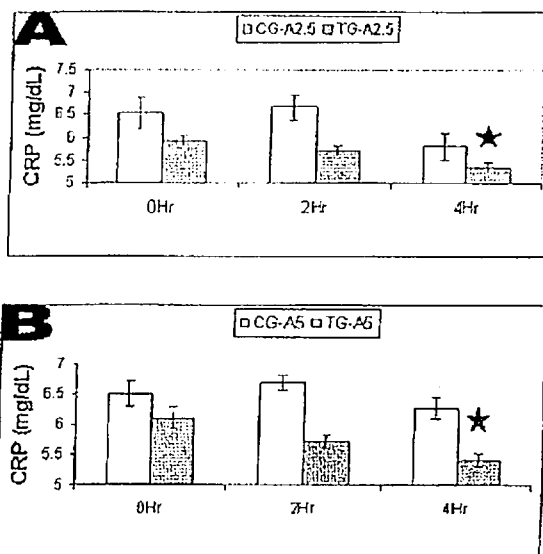 A
CG-A2.5 TG-A2.5
CRP (mg/dL)
7.5
7
6.5
6
5.5
5
0Hr 2Hr 4Hr
B
CG-A5 TG-A5
CRP (mg/dL)
7
6.5
6
5.5
5
0Hr 2Hr 4Hr